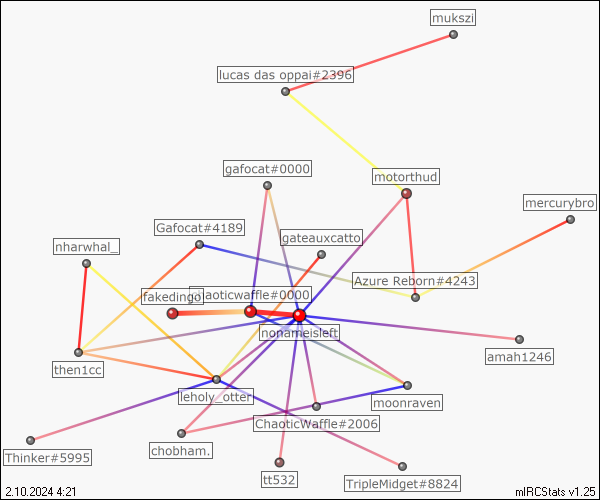 mukszi
lucas das oppai#2396
gafocat#0000
motorthud
mercurybro
Gafocat#4189
gateauxcatto
nharwhal_
Azure Reborn#4243
fakedingo
haoticwaffle#0000
nonameisleft
amah1246
then1cc
leholy_otter
moonraven
ChaoticWaffle#2006
chobham.
Thinker#5995
tt532
TripleMidget#8824
2.10.2024 4:21
mIRCStats v1.25